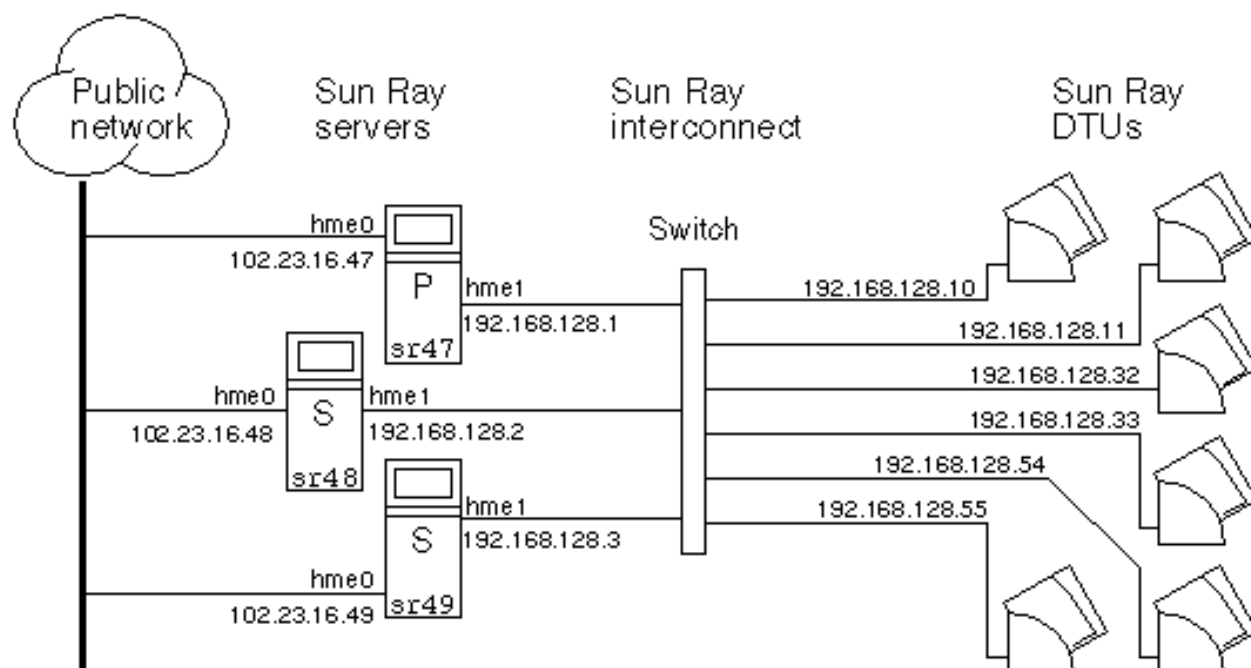 Public
network
Sun Ray
servers
Sun Ray
interconnect
Sun Ray
DTUs
hme0
102.23.16.47
P
sr47
hme1
192.168.128.1
Switch
192.168.128.10
192.168.128.11
192.168.128.32
192.168.128.33
192.168.128.54
192.168.128.55
hme0
102.23.16.48
S
sr48
hme1
192.168.128.2
hme1
192.168.128.3
S
sr49
hme0
102.23.16.49